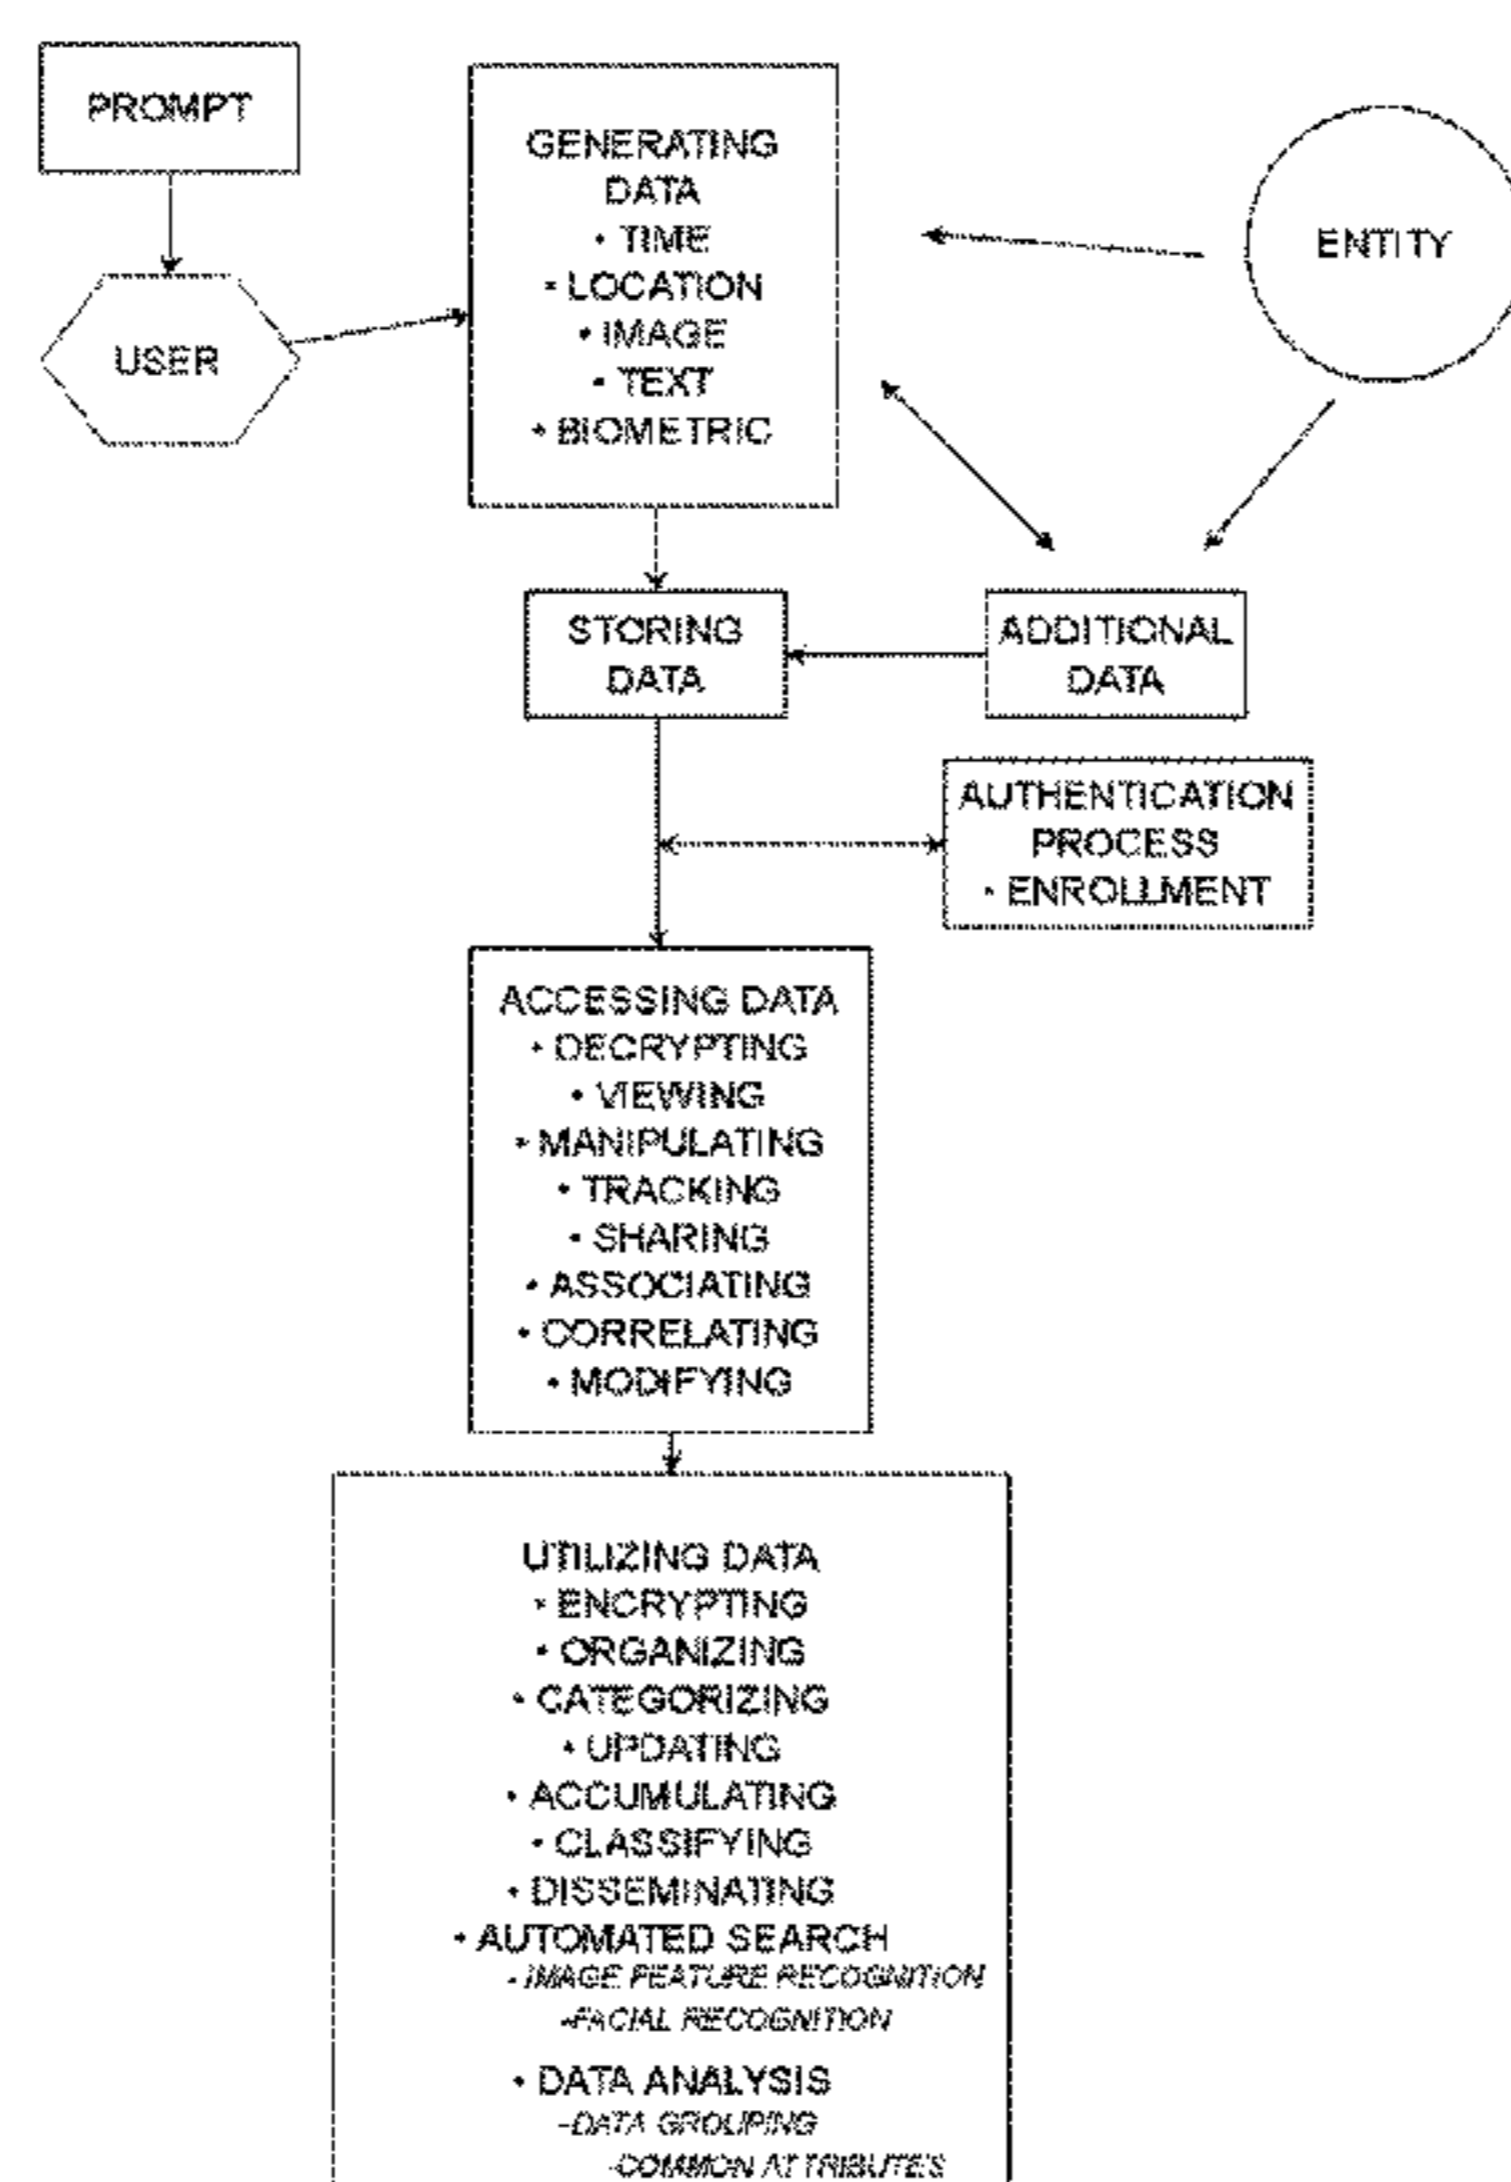 PROMPT
USER
GENERATING
DATA
• TIME
• LOCATION
• IMAGE
• TEXT
• BIOMETRIC
ENTITY
STORING
DATA
ADDITIONAL
DATA
AUTHENTICATION
PROCESS
• ENROLLMENT
ACCESSING DATA
• DECRYPTING
• VIEWING
• MANIPULATING
• TRACKING
• SHARING
• ASSOCIATING
• CORRELATING
• MODIFYING
UTILIZING DATA
• ENCRYPTING
• ORGANIZING
• CATEGORIZING
• UPDATING
• ACCUMULATING
• CLASSIFYING
• DISSEMINATING
• AUTOMATED SEARCH
- IMAGE FEATURE RECOGNITION
-FACIAL RECOGNITION
• DATA ANALYSIS
-DATA GROUPING
-COMMON ATTRIBUTES